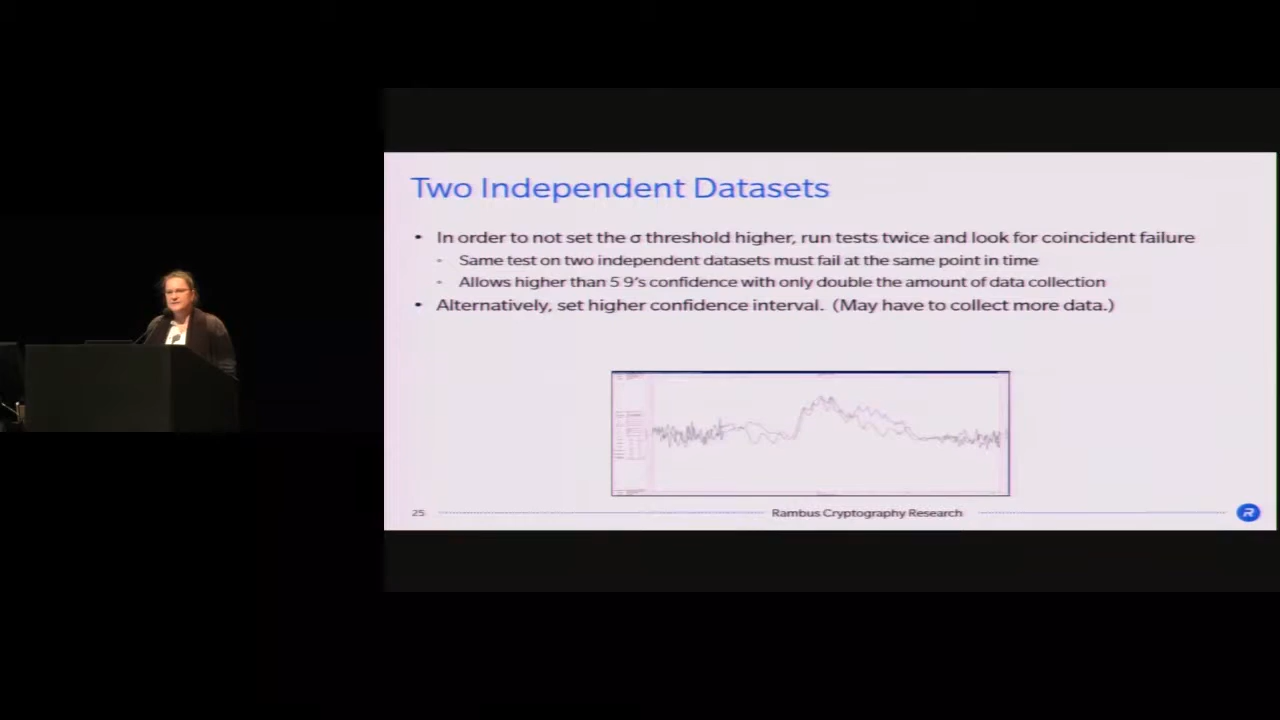 Two Independent Datasets
• In order to not set the σ threshold higher, run tests twice and look for coincident failure
- Same test on two independent datasets must fail at the same point in time
- Allows higher than 5 9's confidence with only double the amount of data collection
• Alternatively, set higher confidence interval. (May have to collect more data.)
25
Rambus Cryptography Research
R